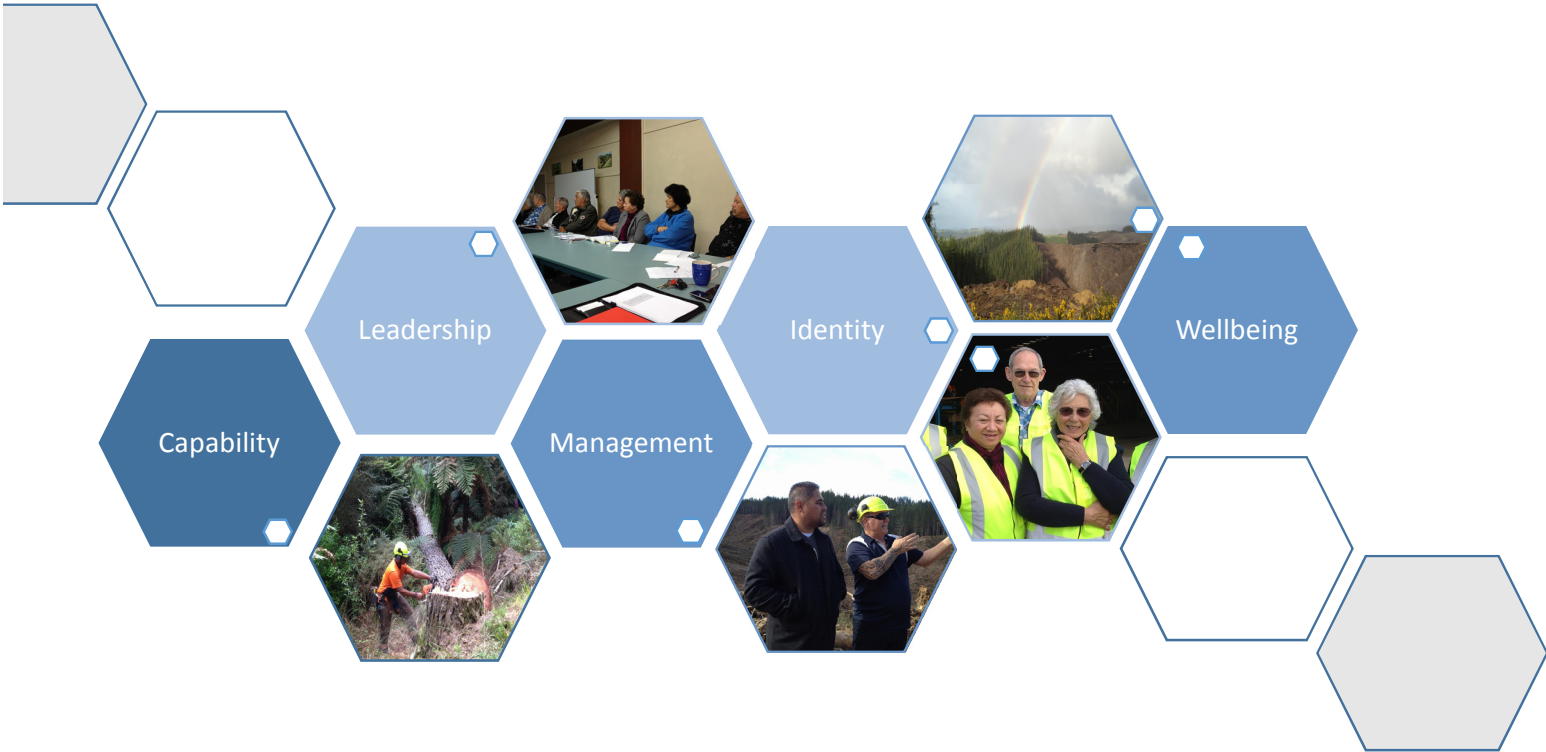 Leadership
Identity
Wellbeing
Capability
Management